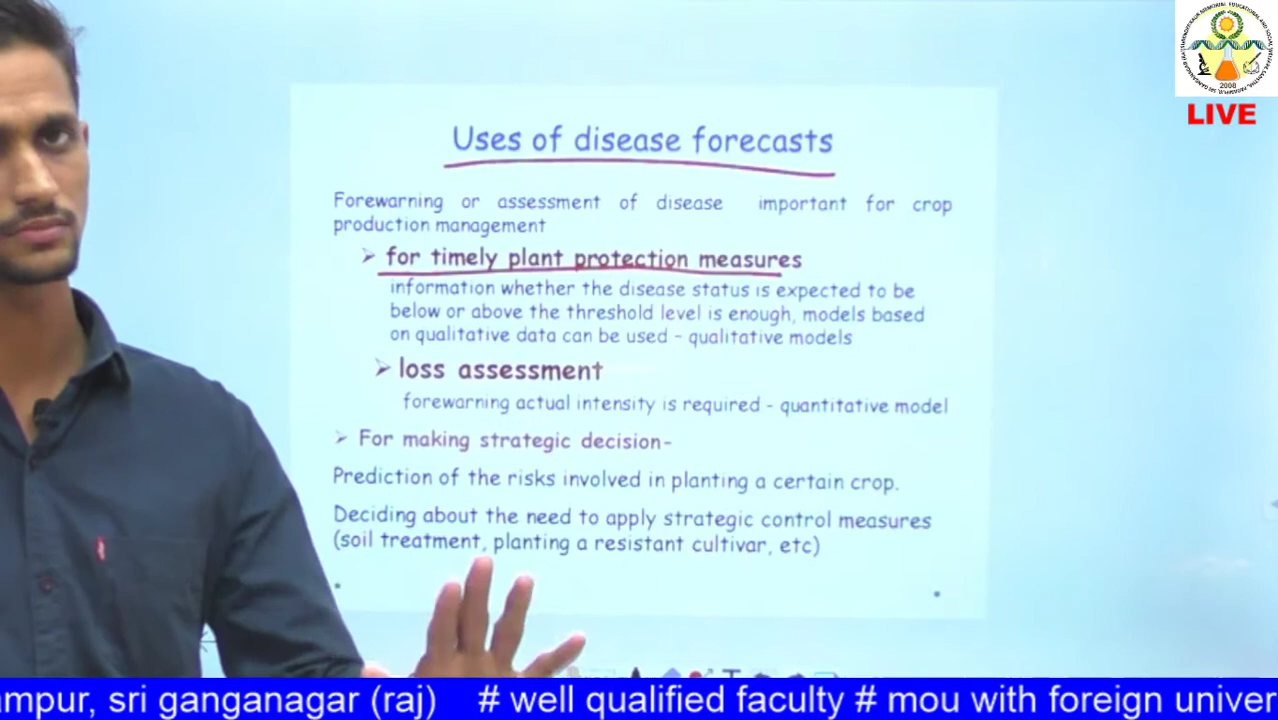 LIVE
2008
Uses of disease forecasts
Forewarning or assessment of disease important for crop
production management
➢ for timely plant protection measures
information whether the disease status is expected to be
below or above the threshold level is enough, models based
on qualitative data can be used - qualitative models
➢ loss assessment
forewarning actual intensity is required - quantitative model
➢ For making strategic decision-
Prediction of the risks involved in planting a certain crop.
Deciding about the need to apply strategic control measures
(soil treatment, planting a resistant cultivar, etc)
ampur, sri ganganagar (raj) # well qualified faculty # mou with foreign univer